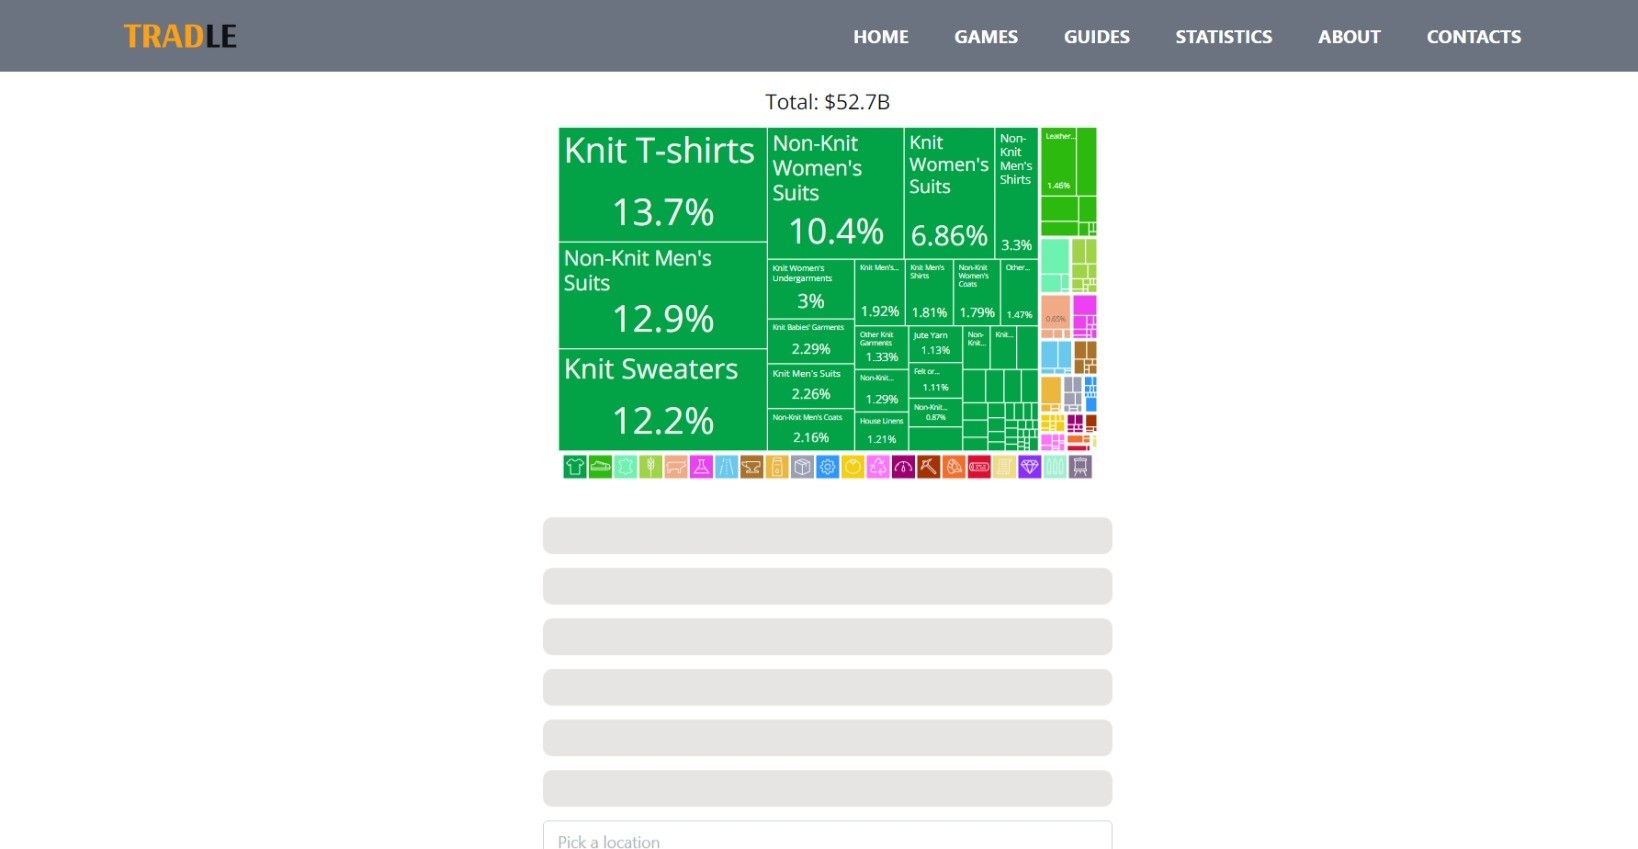 TRADLE
HOME
GAMES
GUIDES
STATISTICS
ABOUT
CONTACTS
Total: $52.7B
Knit T-shirts
13.7%
Non-Knit Men's
Suits
12.9%
Knit Sweaters
12.2%
Non-Knit
Women's
Suits
10.4%
Knit
Women's
Suits
6.86%
Non-
Knit
Men's
Shirts
3.3%
Knit Women's
Undergarments
3%
Knit Babies' Garments
2.29%
Knit Men's Suits
2.26%
Non-Knit Men's Coats
2.16%
Knit Men's...
1.92%
Knit Men's
Shirts
1.81%
Non-Knit
Women's
Coats
1.79%
Other...
1.47%
Other Knit
Garments
1.33%
Non-Knit...
1.29%
House Linens
1.21%
Jute Yarn
1.13%
Felt or...
1.11%
Non-Knit...
0.87%
Non-
Knit...
Knit...
Leather...
1.46%
0.65%
Pick a location